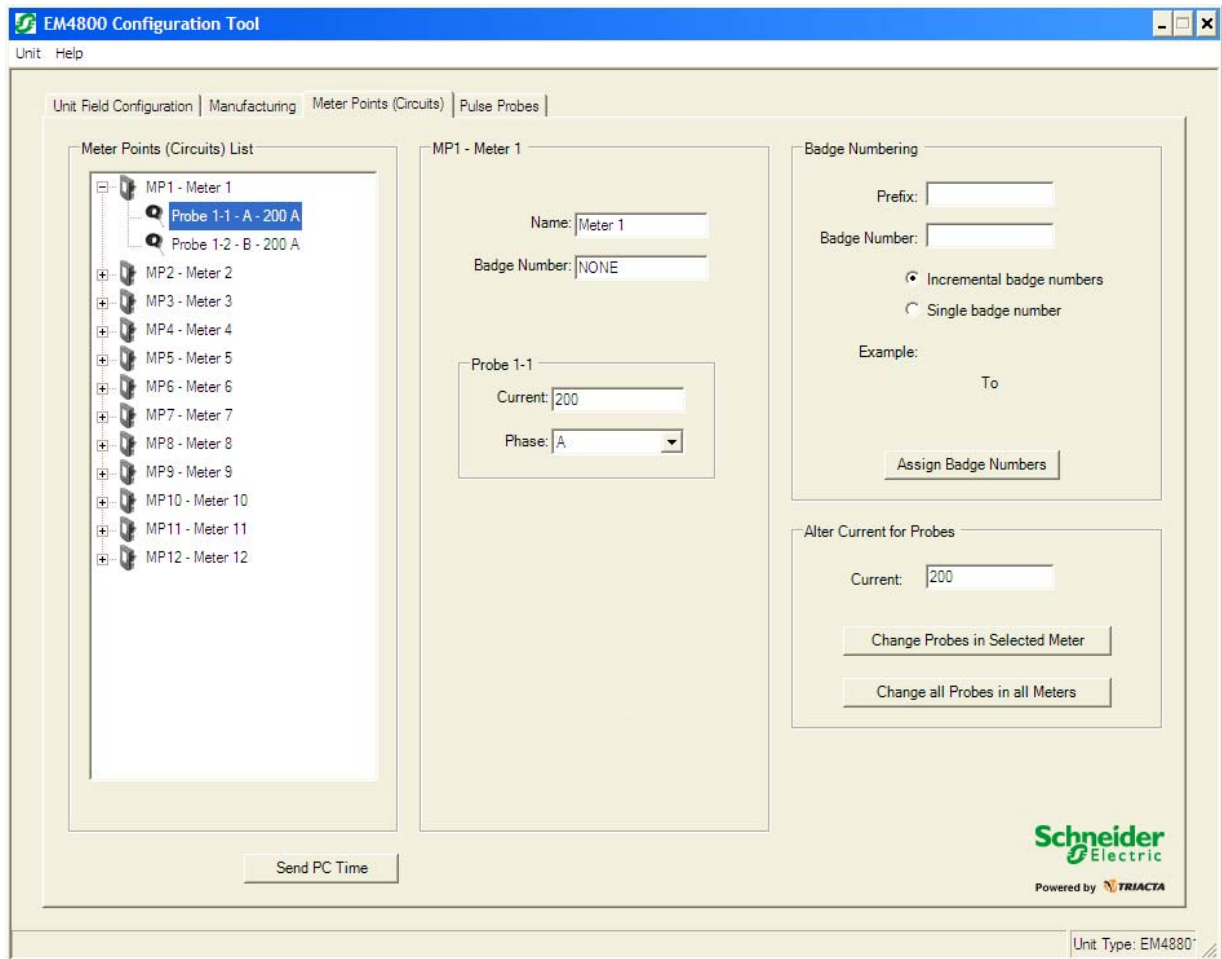 EM4800 Configuration Tool
Unit Help
Unit Field Configuration Manufacturing Meter Points (Circuits) Pulse Probes
Meter Points (Circuits) List
MP1 - Meter 1
Probe 1-1 - A - 200 A
Probe 1-2 - B - 200 A
MP2 - Meter 2
MP3 - Meter 3
MP4 - Meter 4
MP5 - Meter 5
MP6 - Meter 6
MP7 - Meter 7
MP8 - Meter 8
MP9 - Meter 9
MP10 - Meter 10
MP11 - Meter 11
MP12 - Meter 12
Send PC Time
MP1 - Meter 1
Name: Meter 1
Badge Number: NONE
Probe 1-1
Current: 200
Phase: A
Badge Numbering
Prefix:
Badge Number:
Incremental badge numbers
Single badge number
Example:
To
Assign Badge Numbers
Alter Current for Probes
Current: 200
Change Probes in Selected Meter
Change all Probes in all Meters
Schneider
Electric
Powered by TRIACTA
Unit Type: